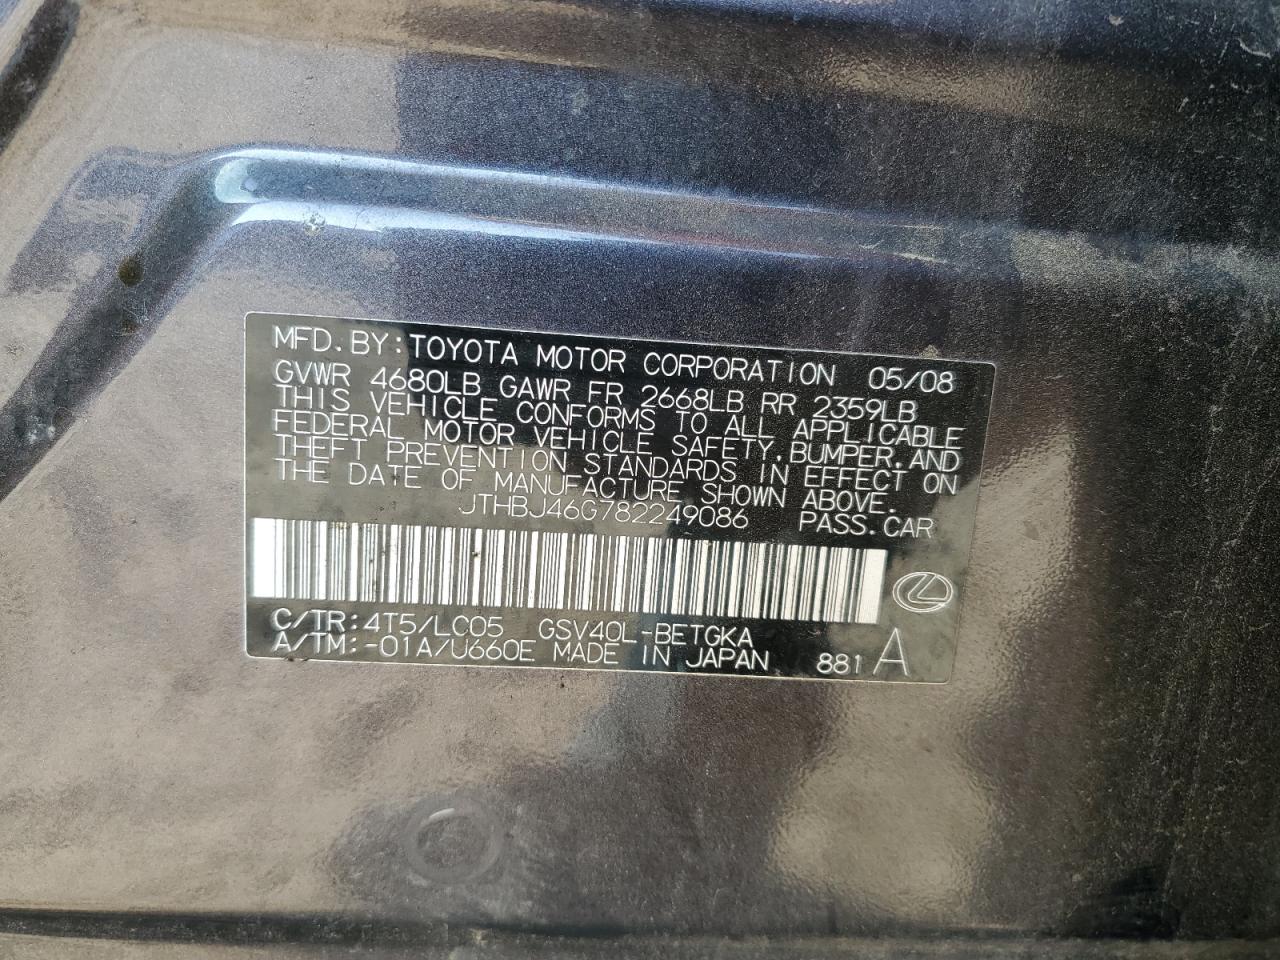 MFD. BY: TOYOTA MOTOR CORPORATION 05/08
GVWR 4680LB GAWR FR 2668LB RR 2359LB
THIS VEHICLE CONFORMS TO ALL APPLICABLE
FEDERAL MOTOR VEHICLE SAFETY, BUMPER, AND
THEFT PREVENTION STANDARDS IN EFFECT ON
THE DATE OF MANUFACTURE SHOWN ABOVE.
JTHBJ46G782249086 PASS. CAR
C/TR: 4T5/LC05 GSV40L-BETGKA
A/TM: -01A/U660E MADE IN JAPAN 881 A